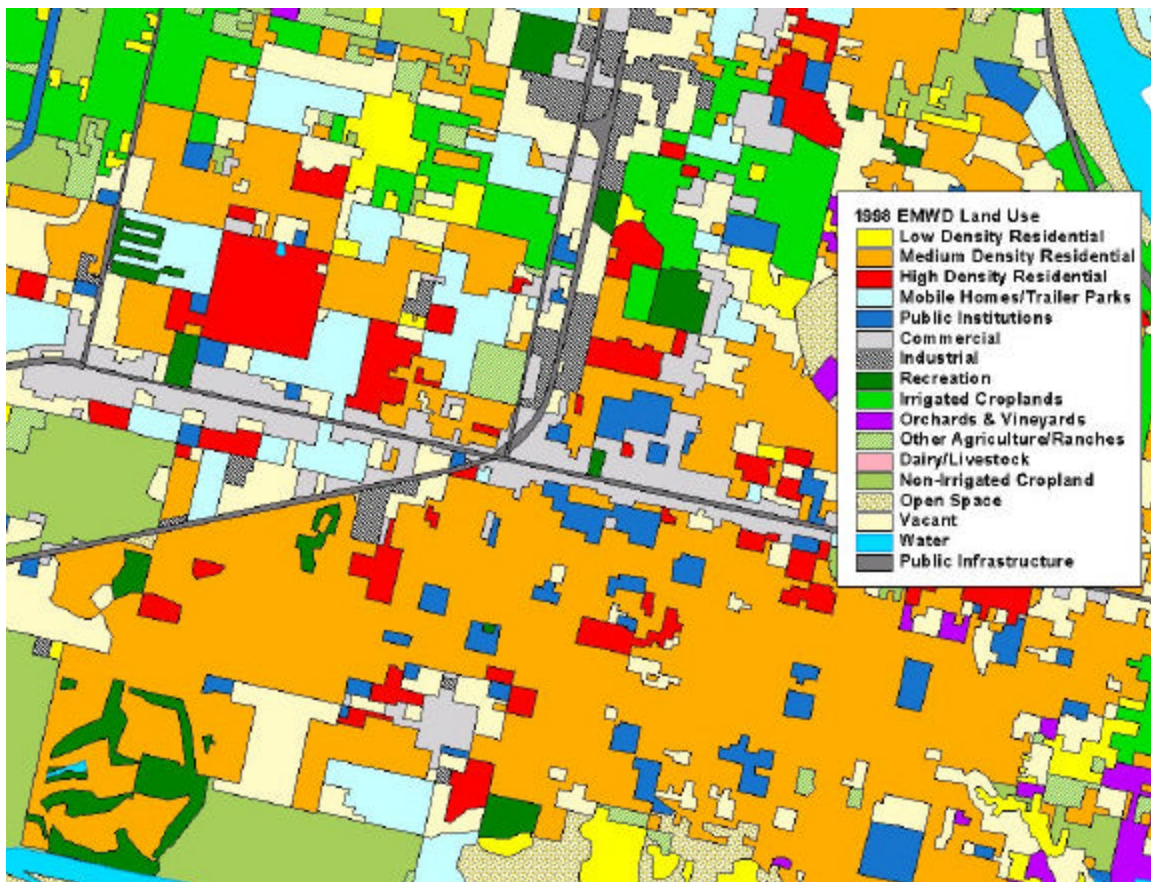 1998 EMWD Land Use
Low Density Residential
Medium Density Residential
High Density Residential
Mobile Homes/Trailer Parks
Public Institutions
Commercial
Industrial
Recreation
Irrigated Croplands
Orchards & Vineyards
Other Agriculture/Ranches
Dairy/Livestock
Non-Irrigated Cropland
Open Space
Vacant
Water
Public Infrastructure